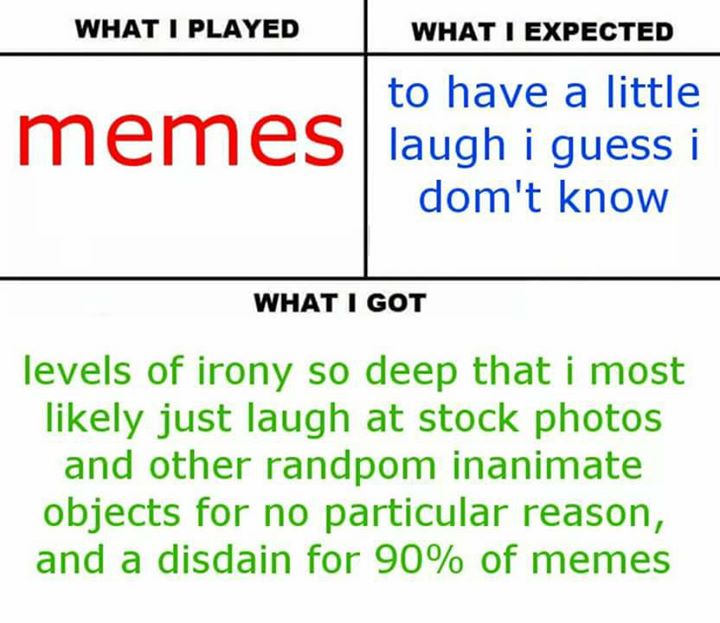 WHAT I PLAYED
WHAT I EXPECTED
memes
to have a little
laugh i guess i
dom't know
WHAT I GOT
levels of irony so deep that i most
likely just laugh at stock photos
and other randpom inanimate
objects for no particular reason,
and a disdain for 90% of memes